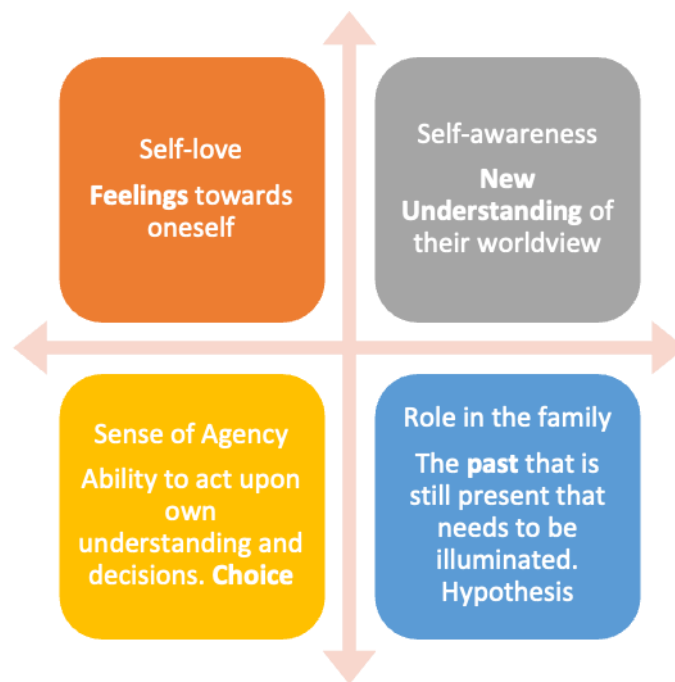 Self-love
Feelings towards
oneself
Self-awareness
New
Understanding of
their worldview
Sense of Agency
Ability to act upon
own
understanding and
decisions. Choice
Role in the family
The past that is
still present that
needs to be
illuminated.
Hypothesis